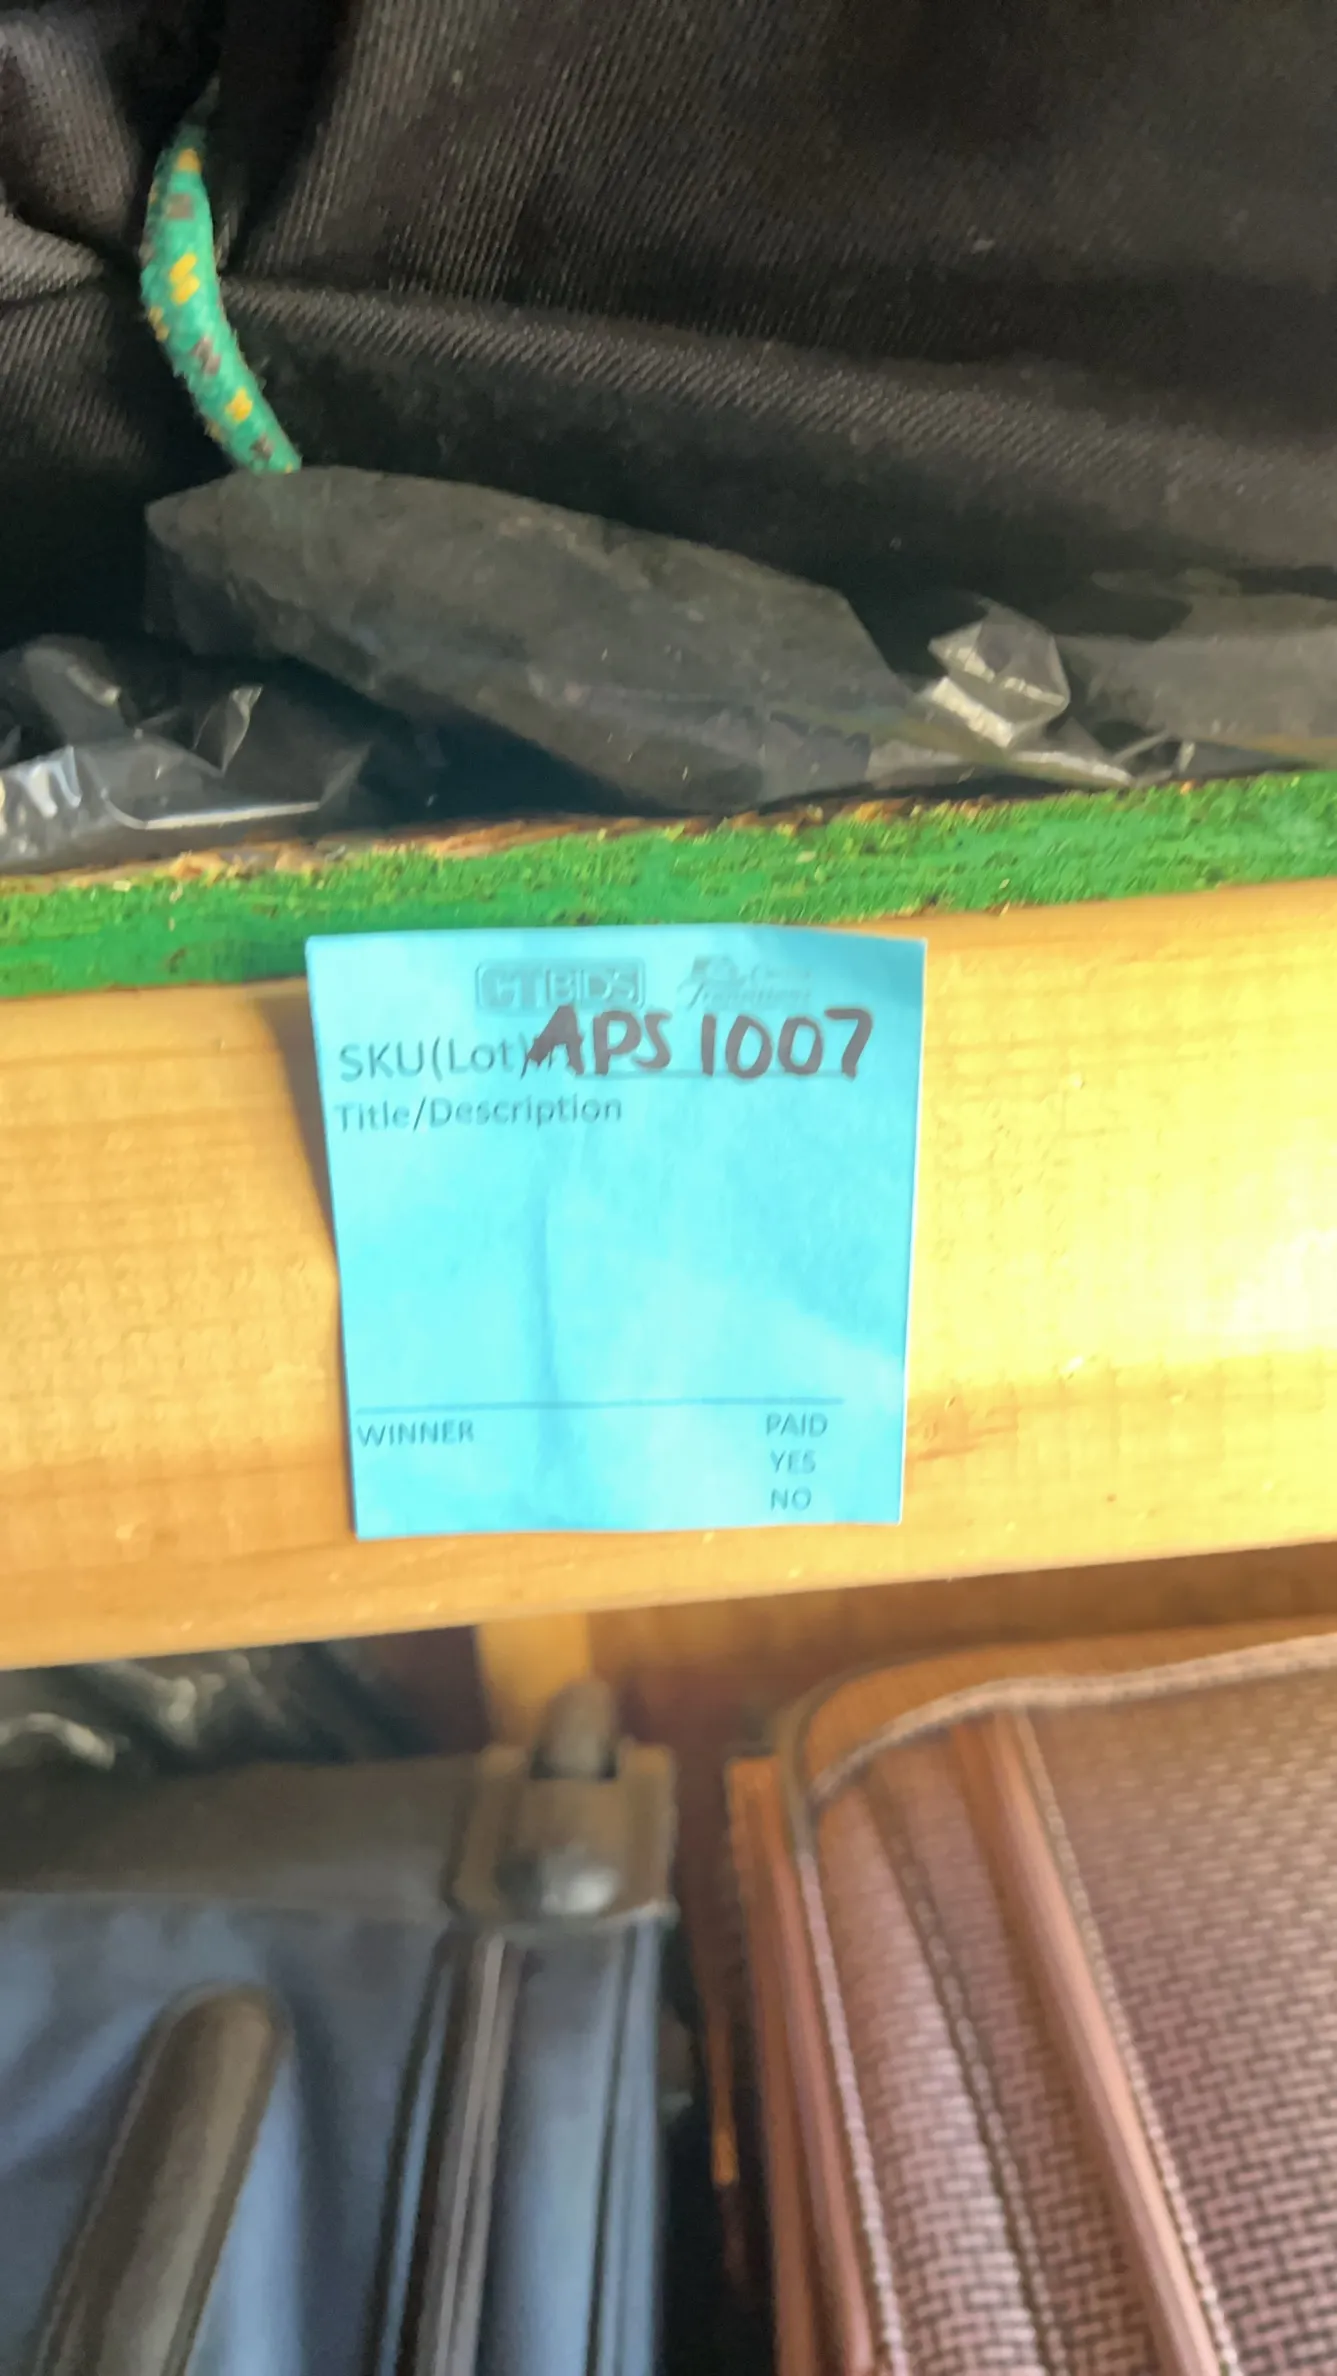 CTBIDS
SKU(Lot) APS 1007
Title/Description
WINNER PAID
YES
NO